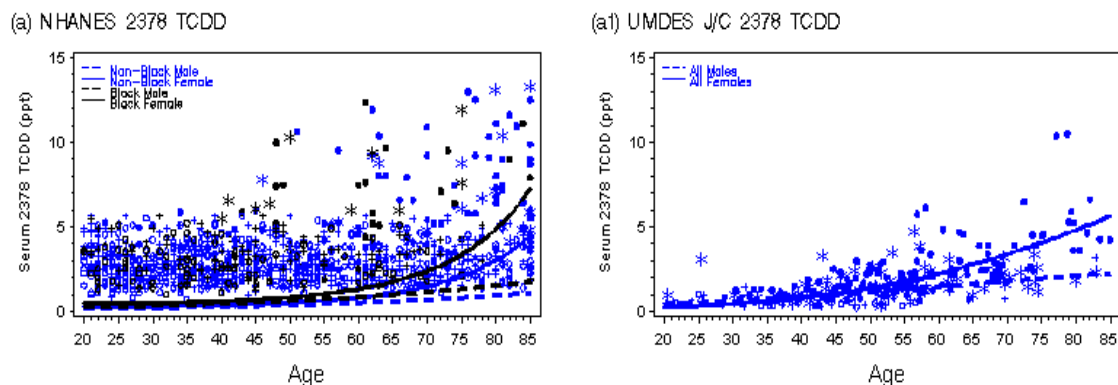 (a) NHANES 2378 TCDD
Serum 2378 TCDD (ppt)
15
10
5
0
Non-Black Male
Non-Black Female
Black Male
Black Female
20 25 30 35 40 45 50 55 60 65 70 75 80 85
Age
(a1) UMDES J/C 2378 TCDD
Serum 2378 TCDD (ppt)
15
10
5
0
All Males
All Females
20 25 30 35 40 45 50 55 60 65 70 75 80 85
Age